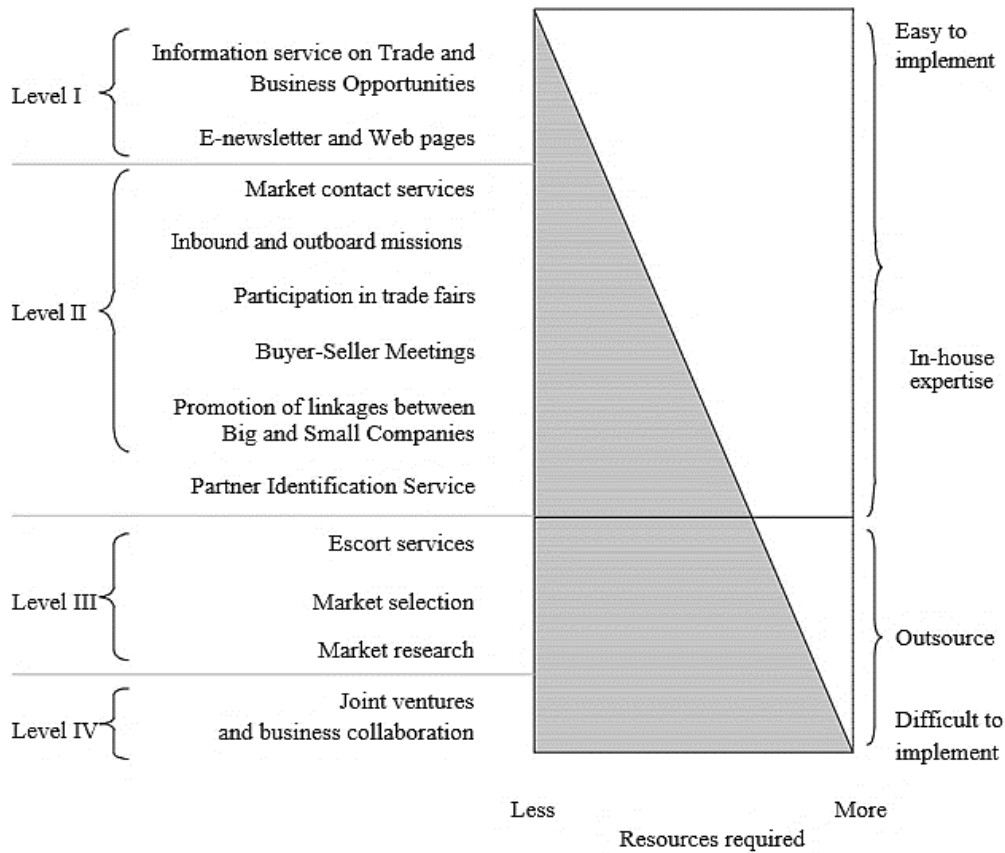 Easy to
implement
Information service on Trade and
Business Opportunities
Level I
E-newsletter and Web pages
Market contact services
Inbound and outboard missions
Participation in trade fairs
Level II
Buyer-Seller Meetings
In-house
expertise
Promotion of linkages between
Big and Small Companies
Partner Identification Service
Escort services
Level III
Market selection
Market research
Outsource
Joint ventures
and business collaboration
Level IV
Difficult to
implement
Less
More
Resources required